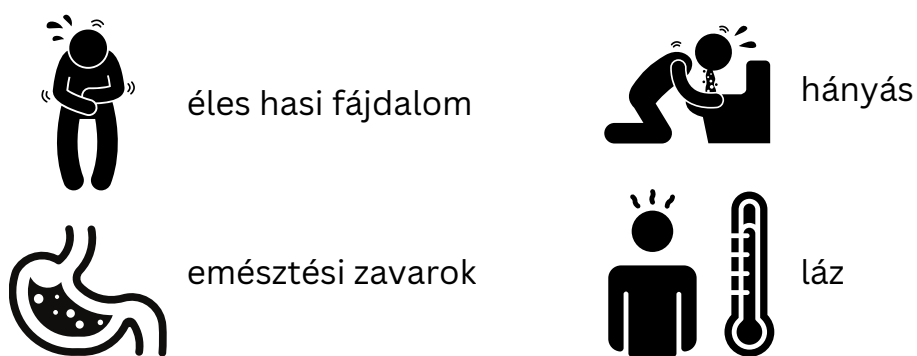 éles hasi fájdalom
hányás
emésztési zavarok
láz